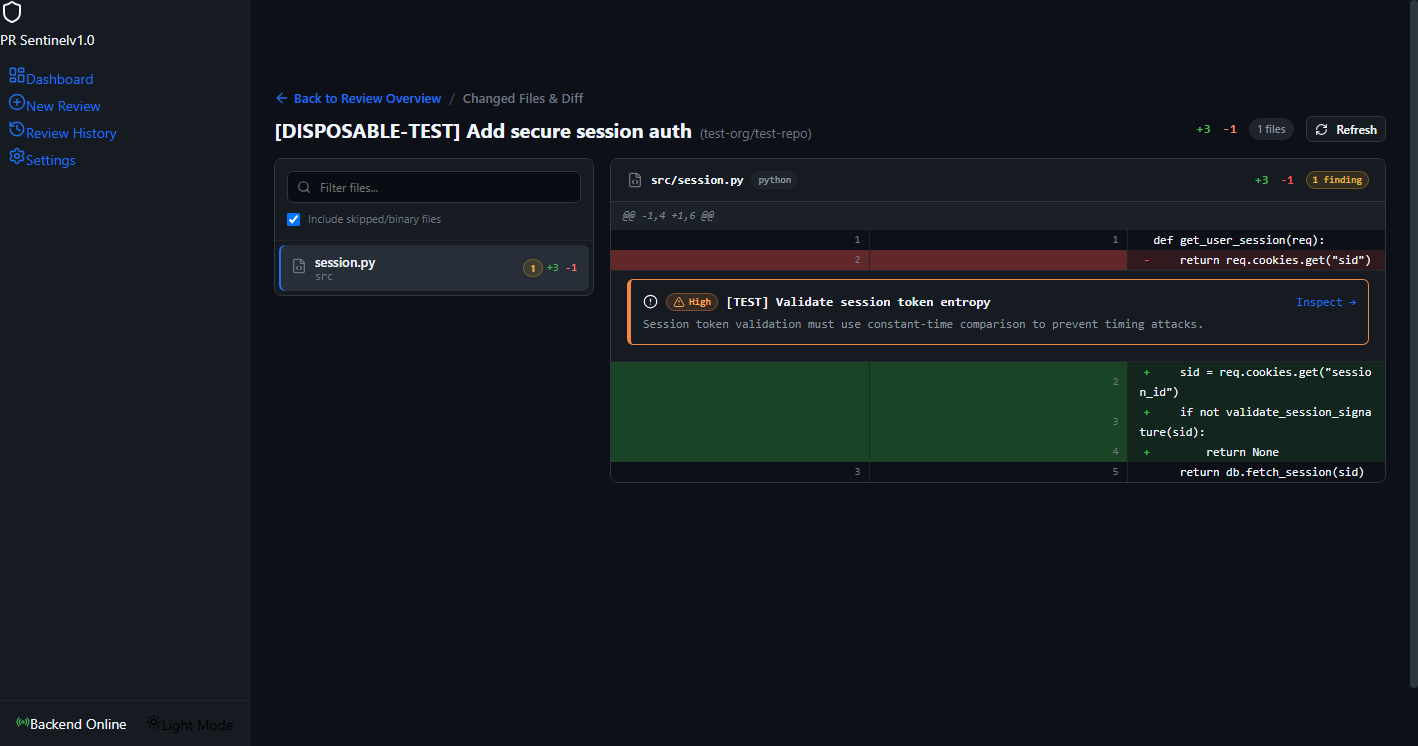 PR Sentinelv1.0
Dashboard
New Review
Review History
Settings
Backend Online
Light Mode
← Back to Review Overview / Changed Files & Diff
[DISPOSABLE-TEST] Add secure session auth (test-org/test-repo)
+3 -1 1 files Refresh
Filter files...
Include skipped/binary files
session.py
src
1 +3 -1
src/session.py python +3 -1 1 finding
@@ -1,4 +1,6 @@
1 1 def get_user_session(req):
2 - return req.cookies.get("sid")
High [TEST] Validate session token entropy Inspect →
Session token validation must use constant-time comparison to prevent timing attacks.
2 + sid = req.cookies.get("sessio
n_id")
3 + if not validate_session_signa
ture(sid):
4 + return None
3 5 return db.fetch_session(sid)